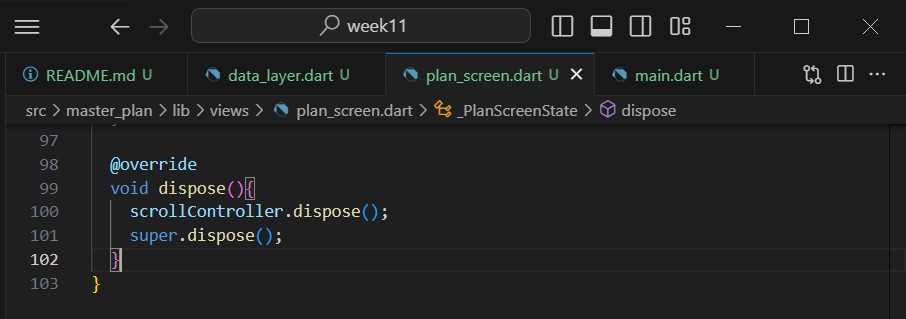 week11
README.md U data_layer.dart U plan_screen.dart U main.dart U
src > master_plan > lib > views > plan_screen.dart > _PlanScreenState > dispose
97
98 @override
99 void dispose(){
100 scrollController.dispose();
101 super.dispose();
102 }
103 }